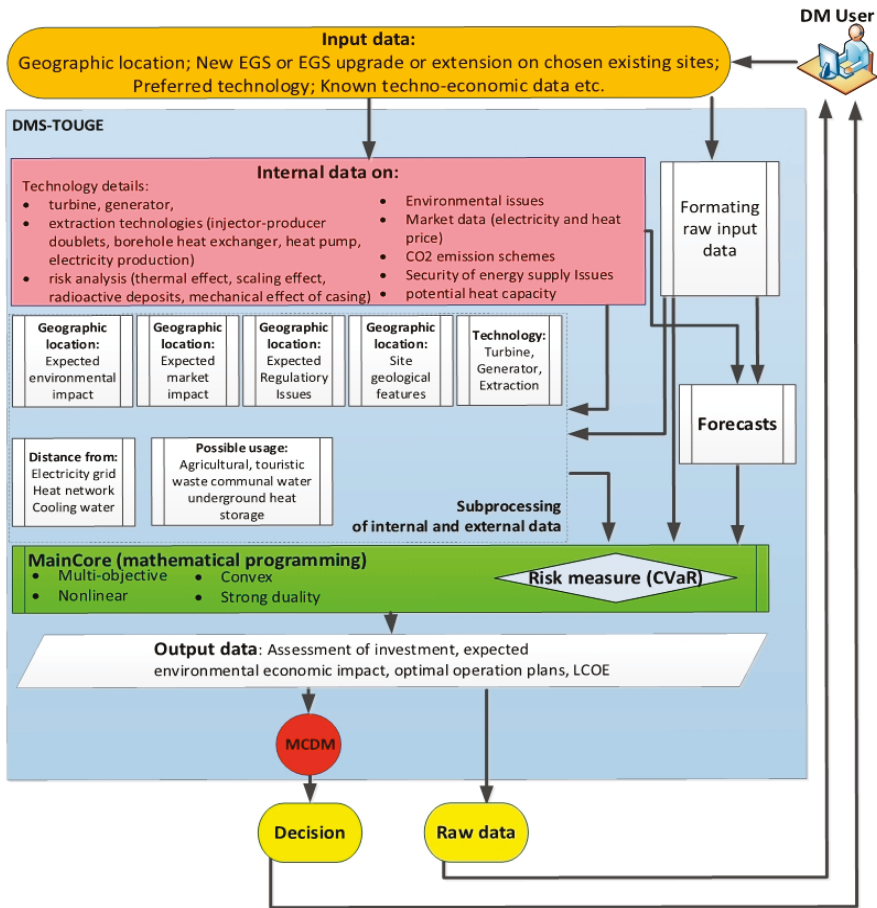 DM User
Input data:
Geographic location; New EGS or EGS upgrade or extension on chosen existing sites;
Preferred technology; Known techno-economic data etc.
DMS-TOUGE
Internal data on:
Technology details:
• turbine, generator,
• extraction technologies (injector-producer
doublets, borehole heat exchanger, heat pump,
electricity production)
• risk analysis (thermal effect, scaling effect,
radioactive deposits, mechanical effect of casing)
• Environmental issues
• Market data (electricity and heat
price)
• CO2 emission schemes
• Security of energy supply Issues
• potential heat capacity
Formating
raw input
data
Geographic
location:
Expected
environmental
impact
Geographic
location:
Expected
market
impact
Geographic
location:
Expected
Regulatiory
Issues
Geographic
location:
Site
geological
features
Technology:
Turbine,
Generator,
Extraction
Forecasts
Distance from:
Electricity grid
Heat network
Cooling water
Possible usage:
Agricultural, touristic
waste communal water
underground heat
storage
Subprocessing
of internal and external data
MainCore (mathematical programming)
• Multi-objective
• Nonlinear
• Convex
• Strong duality
Risk measure (CVaR)
Output data: Assessment of investment, expected
environmental economic impact, optimal operation plans, LCOE
MCDM
Decision
Raw data